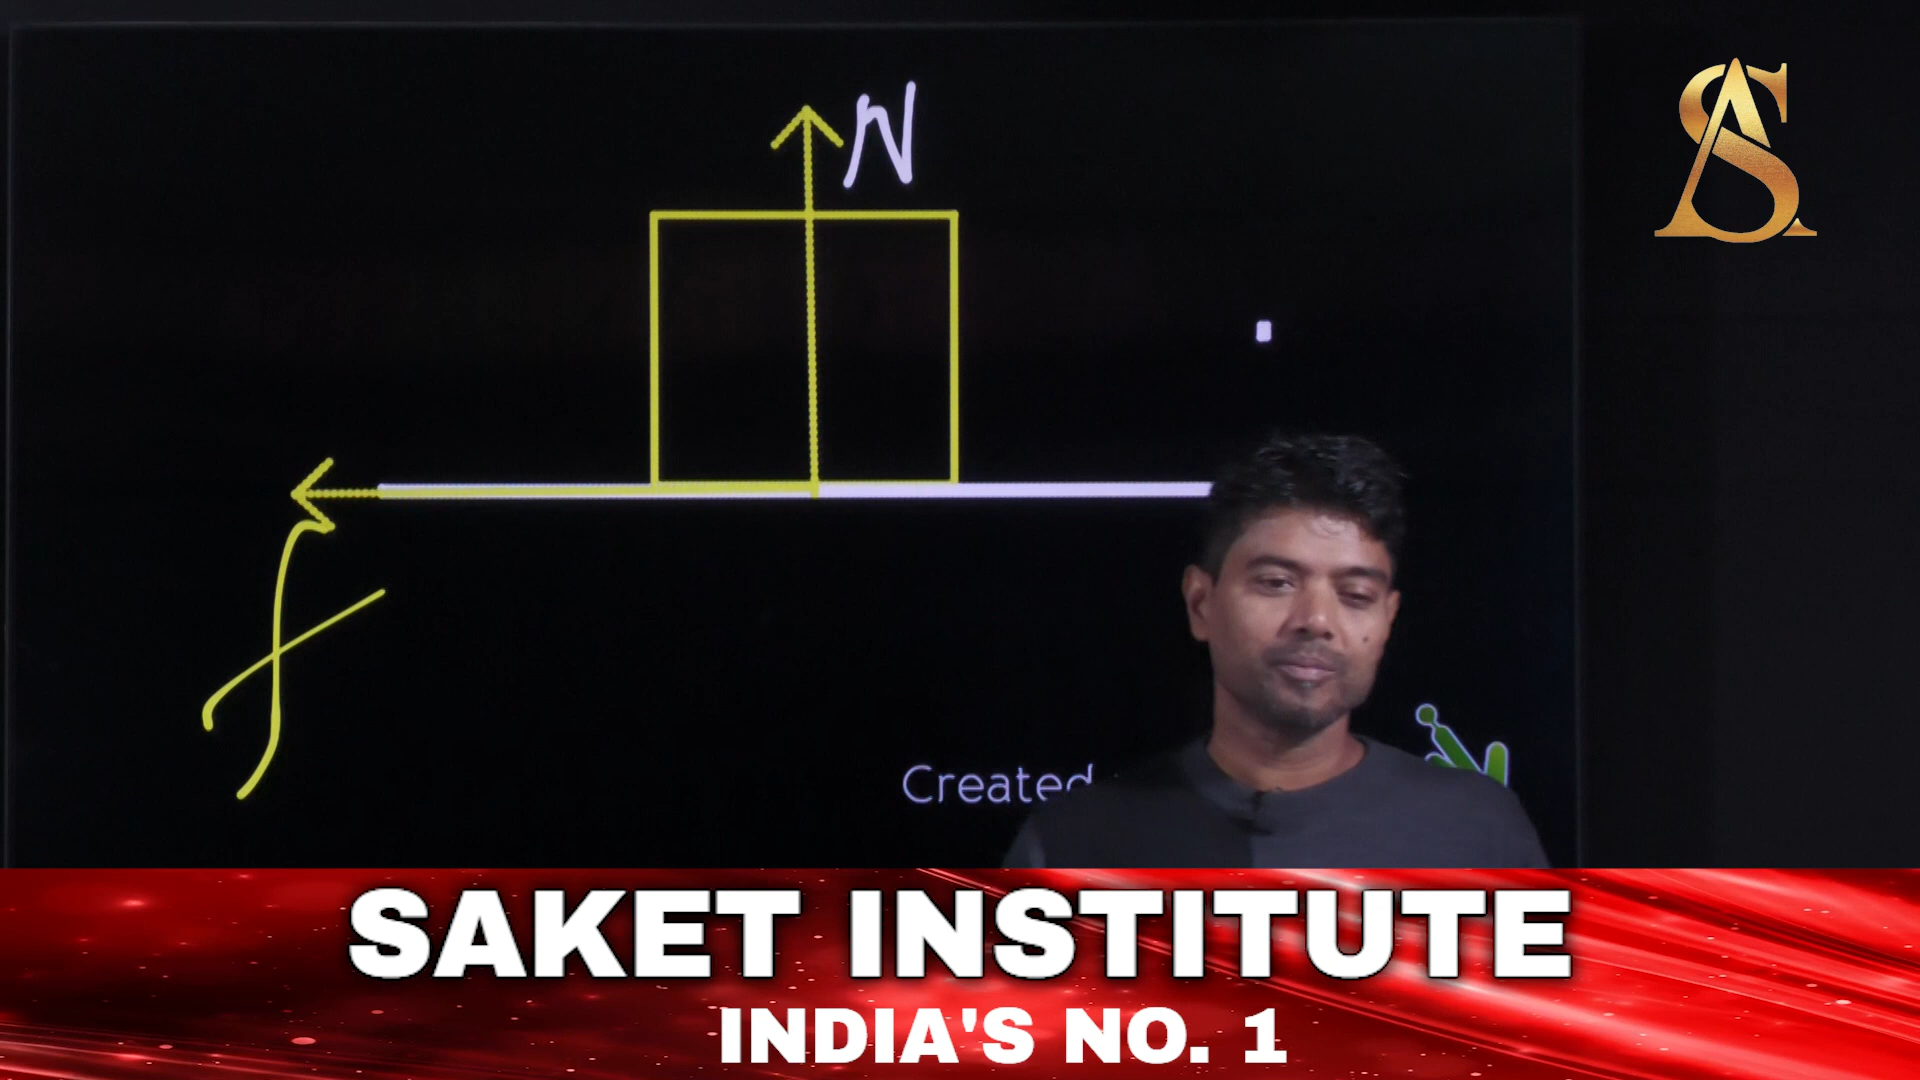 N
f
Created
SAKET INSTITUTE
INDIA'S NO. 1